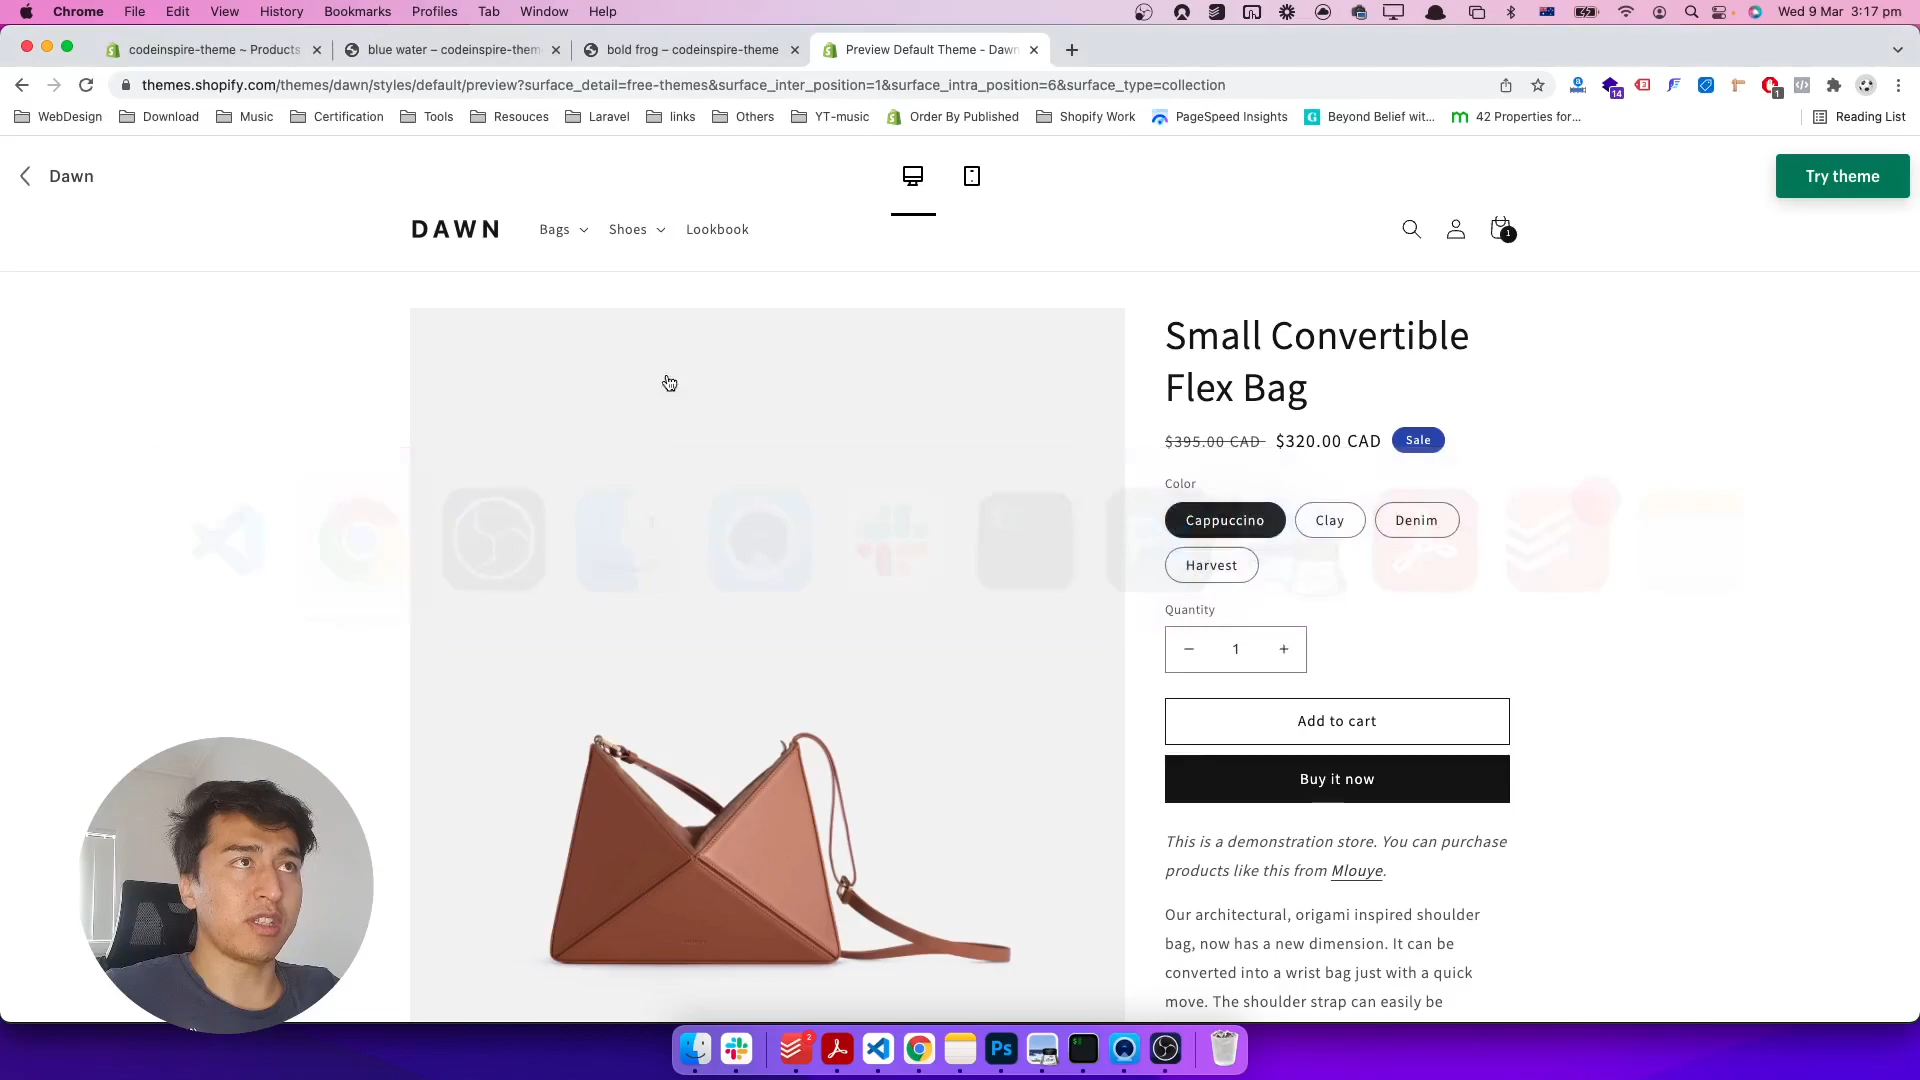 Chrome File Edit View History Bookmarks Profiles Tab Window Help Wed 9 Mar 3:17 pm
codeinspire-theme ~ Products blue water – codeinspire-them bold frog – codeinspire-theme Preview Default Theme - Dawn
themes.shopify.com/themes/dawn/styles/default/preview?surface_detail=free-themes&surface_inter_position=1&surface_intra_position=6&surface_type=collection 14 1
WebDesign Download Music Certification Tools Resouces Laravel links Others YT-music Order By Published Shopify Work PageSpeed Insights Beyond Belief wit... 42 Properties for... Reading List
Dawn Try theme
DAWN Bags Shoes Lookbook 1
Small Convertible
Flex Bag
$395.00 CAD $320.00 CAD Sale
Color
Cappuccino Clay Denim
Harvest
Quantity
− 1 +
Add to cart
Buy it now
This is a demonstration store. You can purchase
products like this from Mlouye.
Our architectural, origami inspired shoulder
bag, now has a new dimension. It can be
converted into a wrist bag just with a quick
move. The shoulder strap can easily be
2 Ps